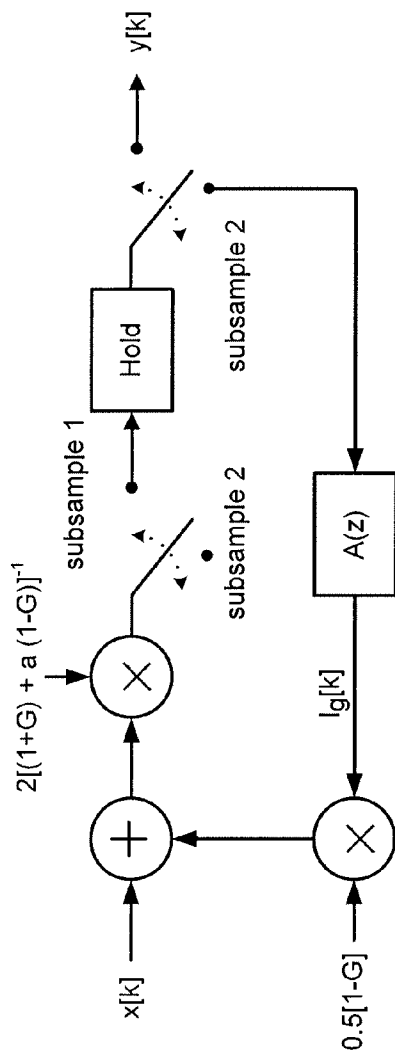 2[(1+G) + a (1-G)]⁻¹
x[k]
+
×
subsample 1
subsample 2
Hold
y[k]
subsample 2
0.5[1-G]
×
I_g[k]
A(z)